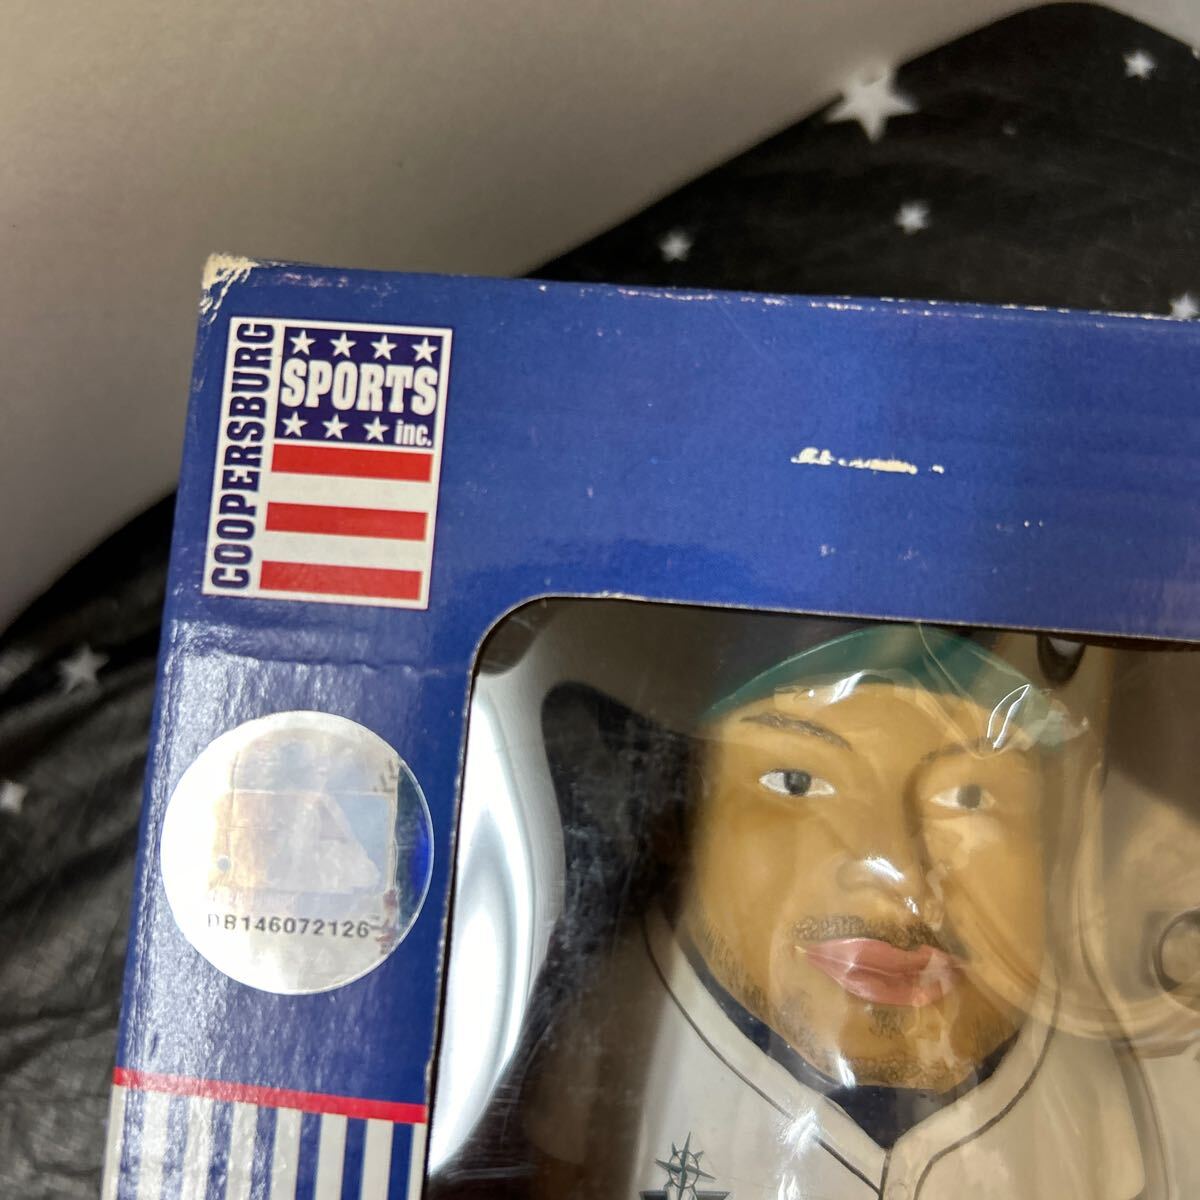 COOPERSBURG
SPORTS
inc.
DB146072126